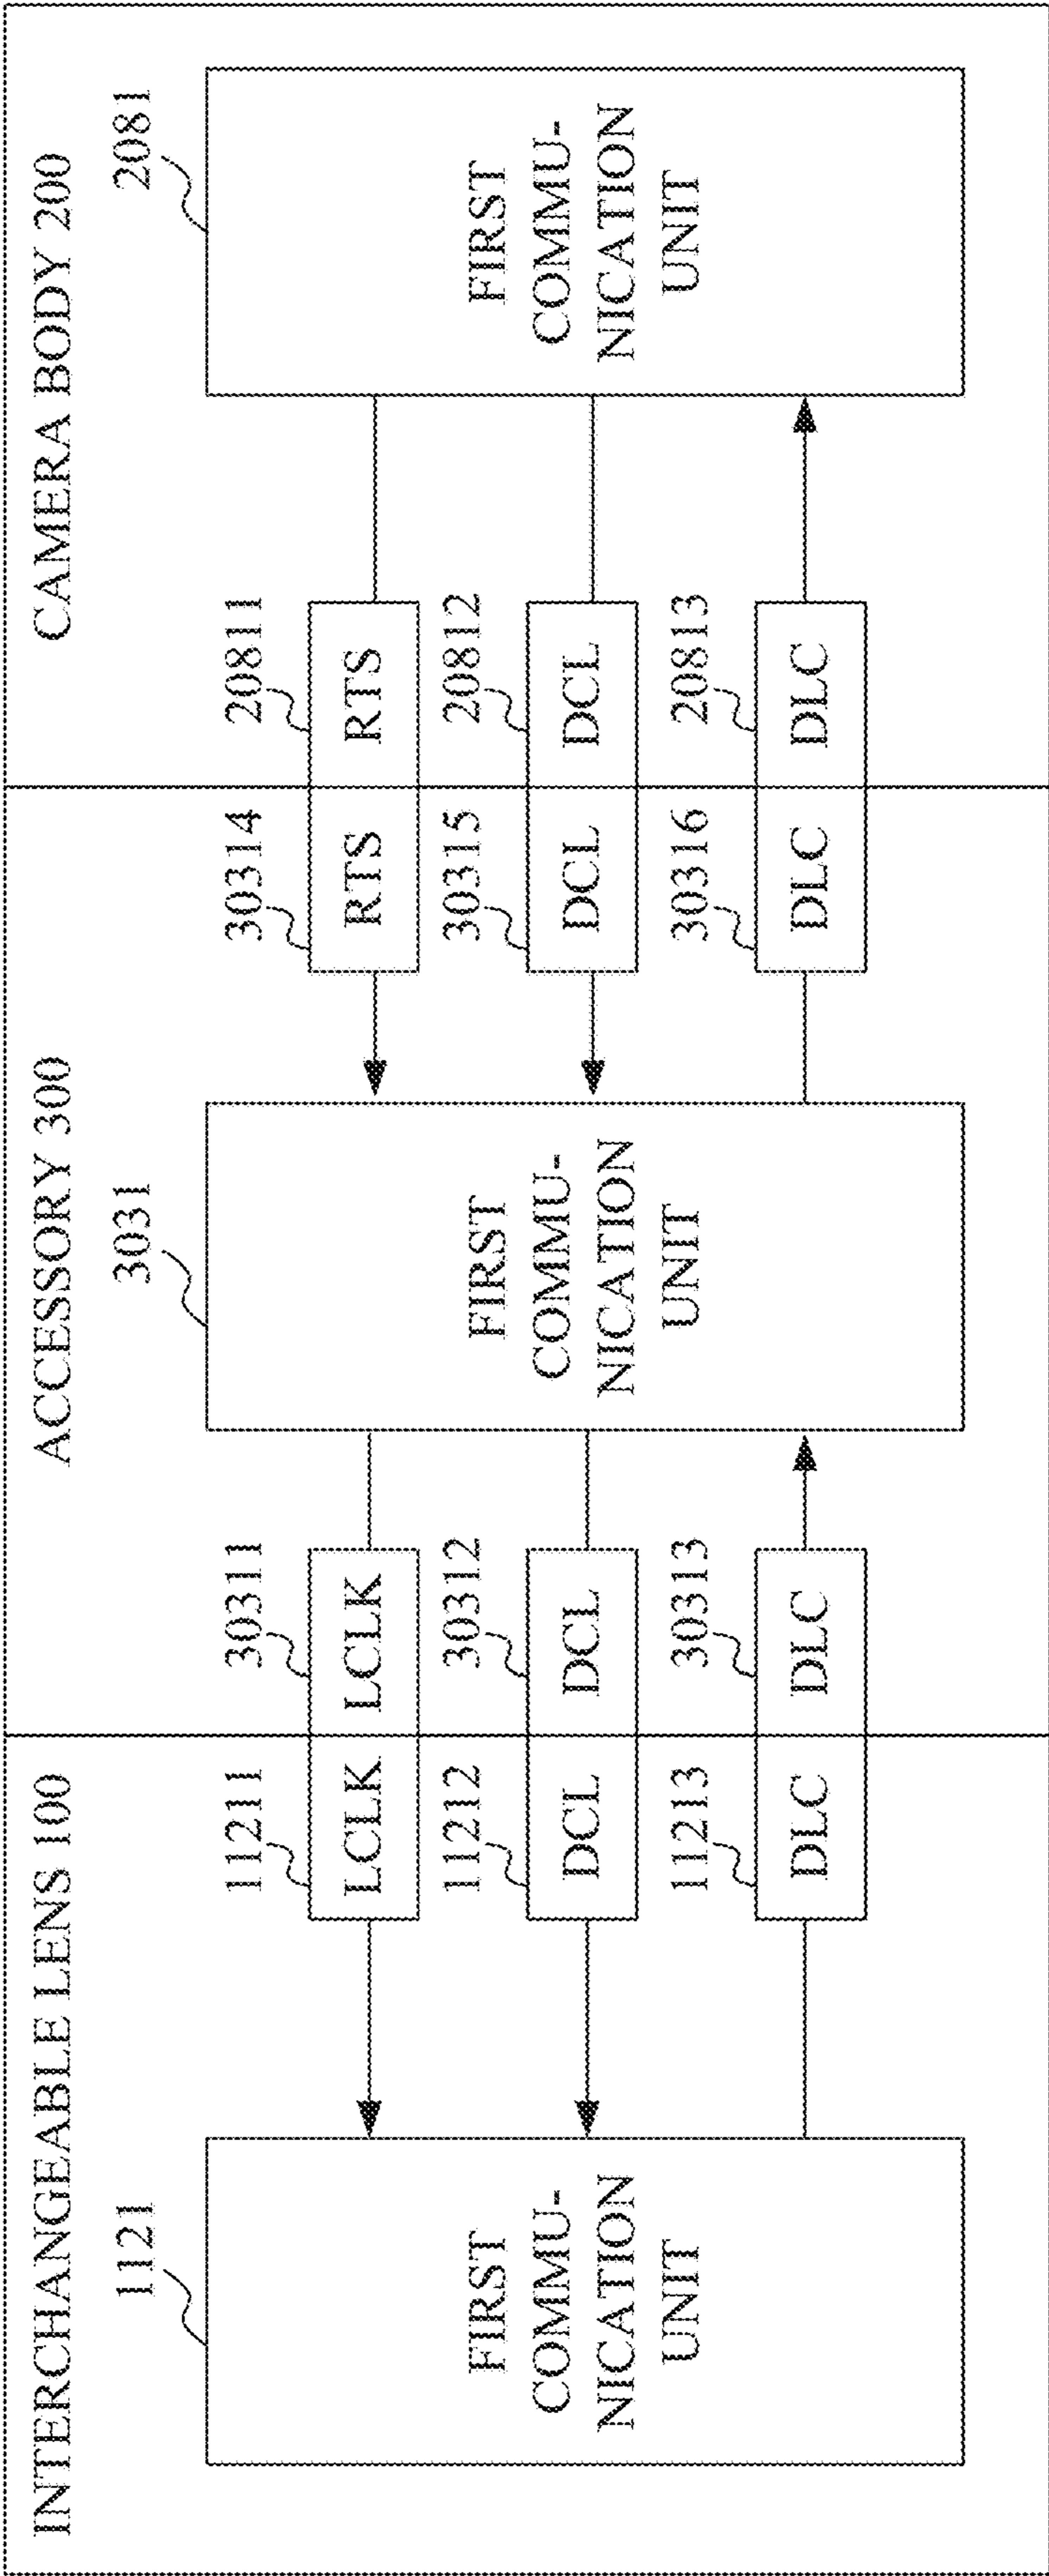 INTERCHANGEABLE LENS 100
ACCESSORY 300
CAMERA BODY 200
1121
3031
2081
FIRST
COMMU-
NICATION
UNIT
FIRST
COMMU-
NICATION
UNIT
FIRST
COMMU-
NICATION
UNIT
11211
30311
30314
20811
LCLK
LCLK
RTS
RTS
11212
30312
30315
20812
DCL
DCL
DCL
DCL
11213
30313
30316
20813
DLC
DLC
DLC
DLC